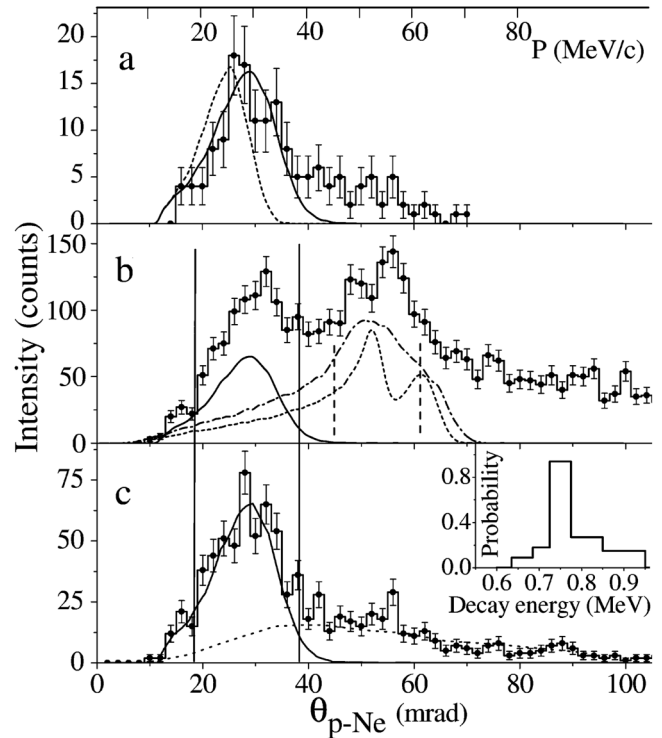 20 40 60 80
P (MeV/c)
a
20
15
10
5
0
b
150
100
50
0
Intensity (counts)
c
75
50
25
0
Probability
0.8
0.4
0.0
0.6 0.7 0.8 0.9
Decay energy (MeV)
0 20 40 60 80 100
θp-Ne (mrad)